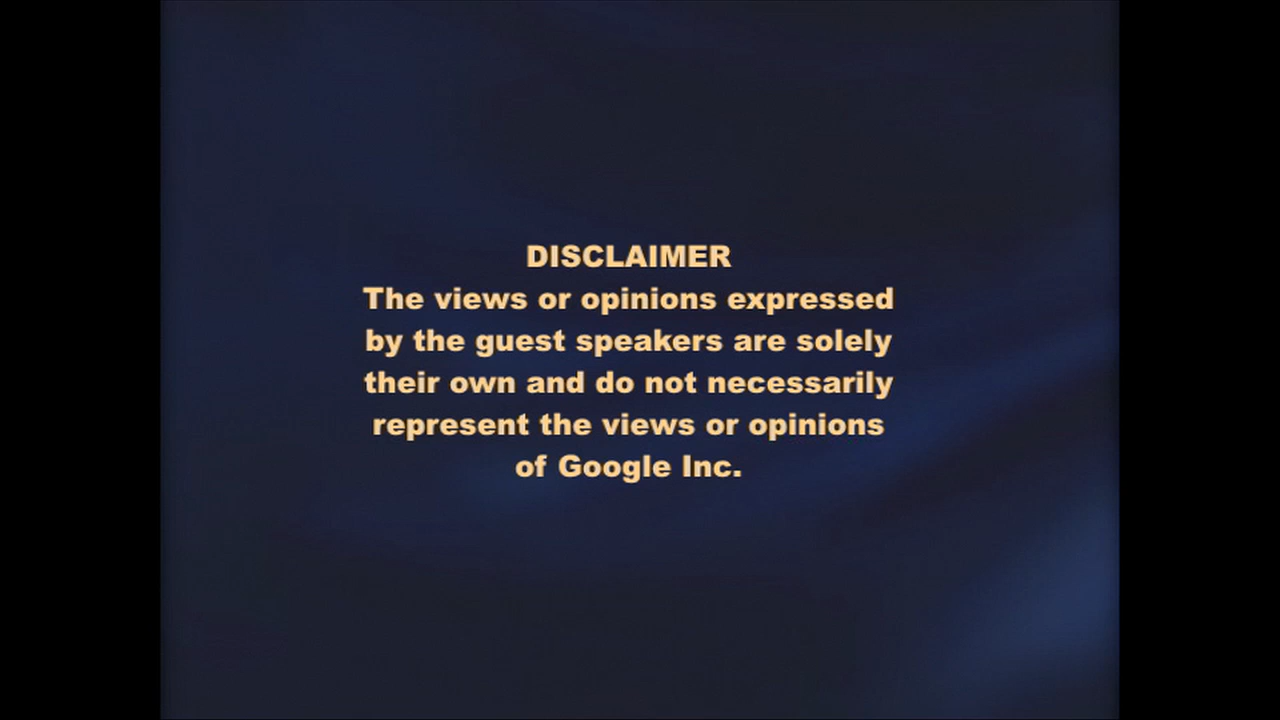 DISCLAIMER
The views or opinions expressed
by the guest speakers are solely
their own and do not necessarily
represent the views or opinions
of Google Inc.